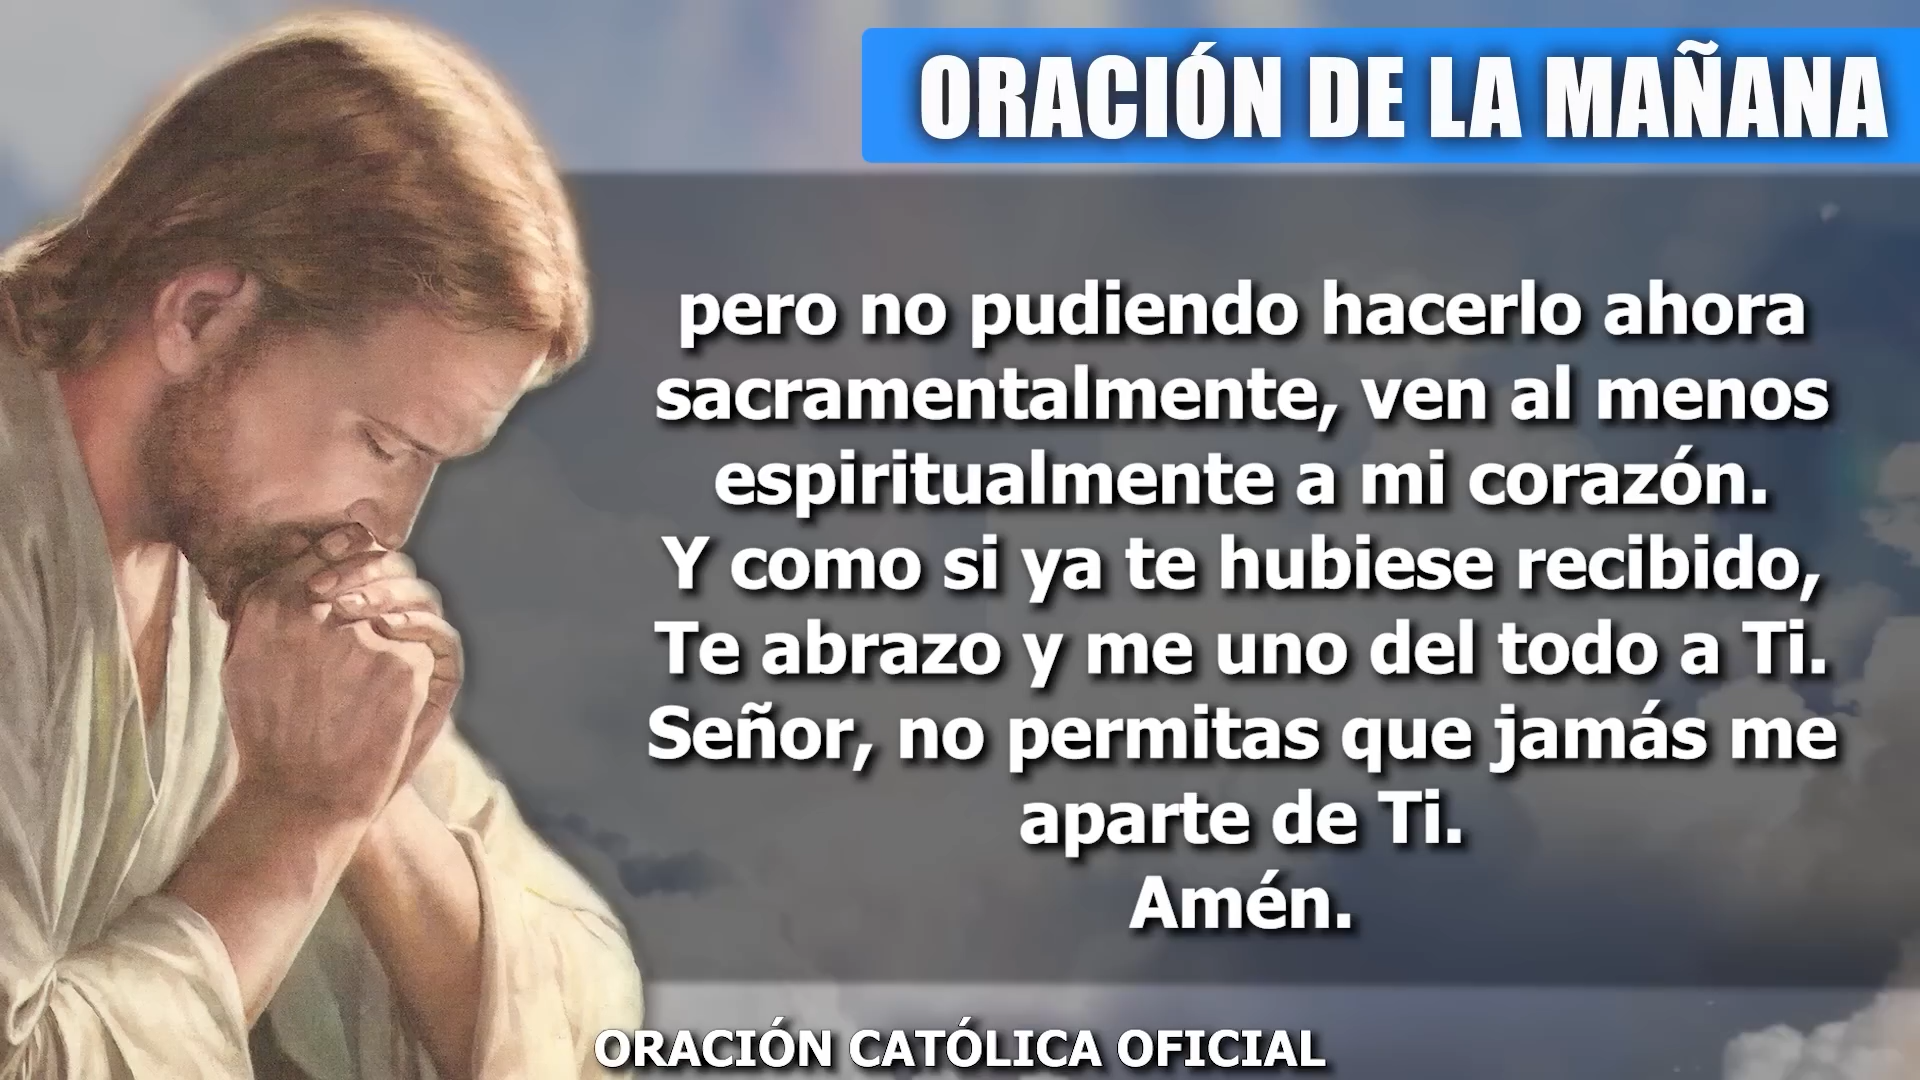 ORACIÓN DE LA MAÑANA
pero no pudiendo hacerlo ahora
sacramentalmente, ven al menos
espiritualmente a mi corazón.
Y como si ya te hubiese recibido,
Te abrazo y me uno del todo a Ti.
Señor, no permitas que jamás me
aparte de Ti.
Amén.
ORACIÓN CATÓLICA OFICIAL